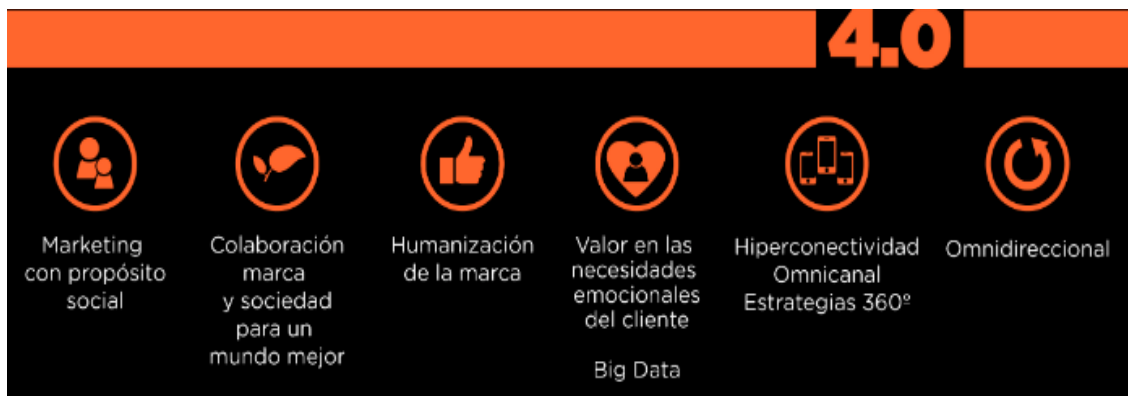 4.0
Marketing
con propósito
social
Colaboración
marca
y sociedad
para un
mundo mejor
Humanización
de la marca
Valor en las
necesidades
emocionales
del cliente
Big Data
Hiperconectividad
Omnicanal
Estrategias 360º
Omnidireccional